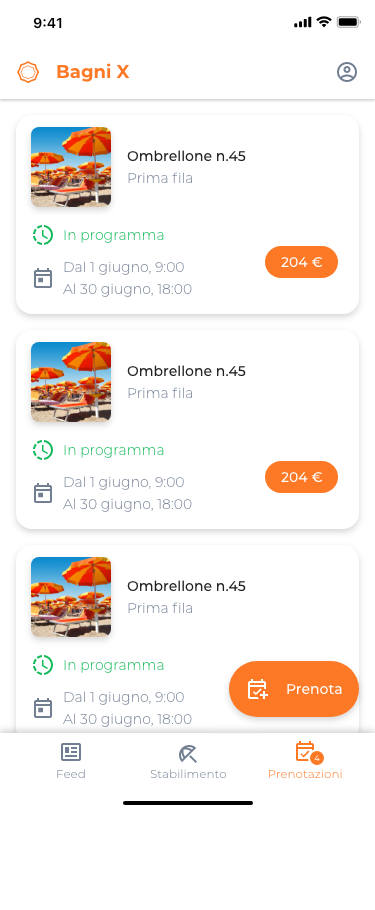 9:41
Bagni X
Ombrellone n.45
Prima fila
In programma
Dal 1 giugno, 9:00
Al 30 giugno, 18:00
204 €
Ombrellone n.45
Prima fila
In programma
Dal 1 giugno, 9:00
Al 30 giugno, 18:00
204 €
Ombrellone n.45
Prima fila
In programma
Dal 1 giugno, 9:00
Al 30 giugno, 18:00
Prenota
4
Feed
Stabilimento
Prenotazioni